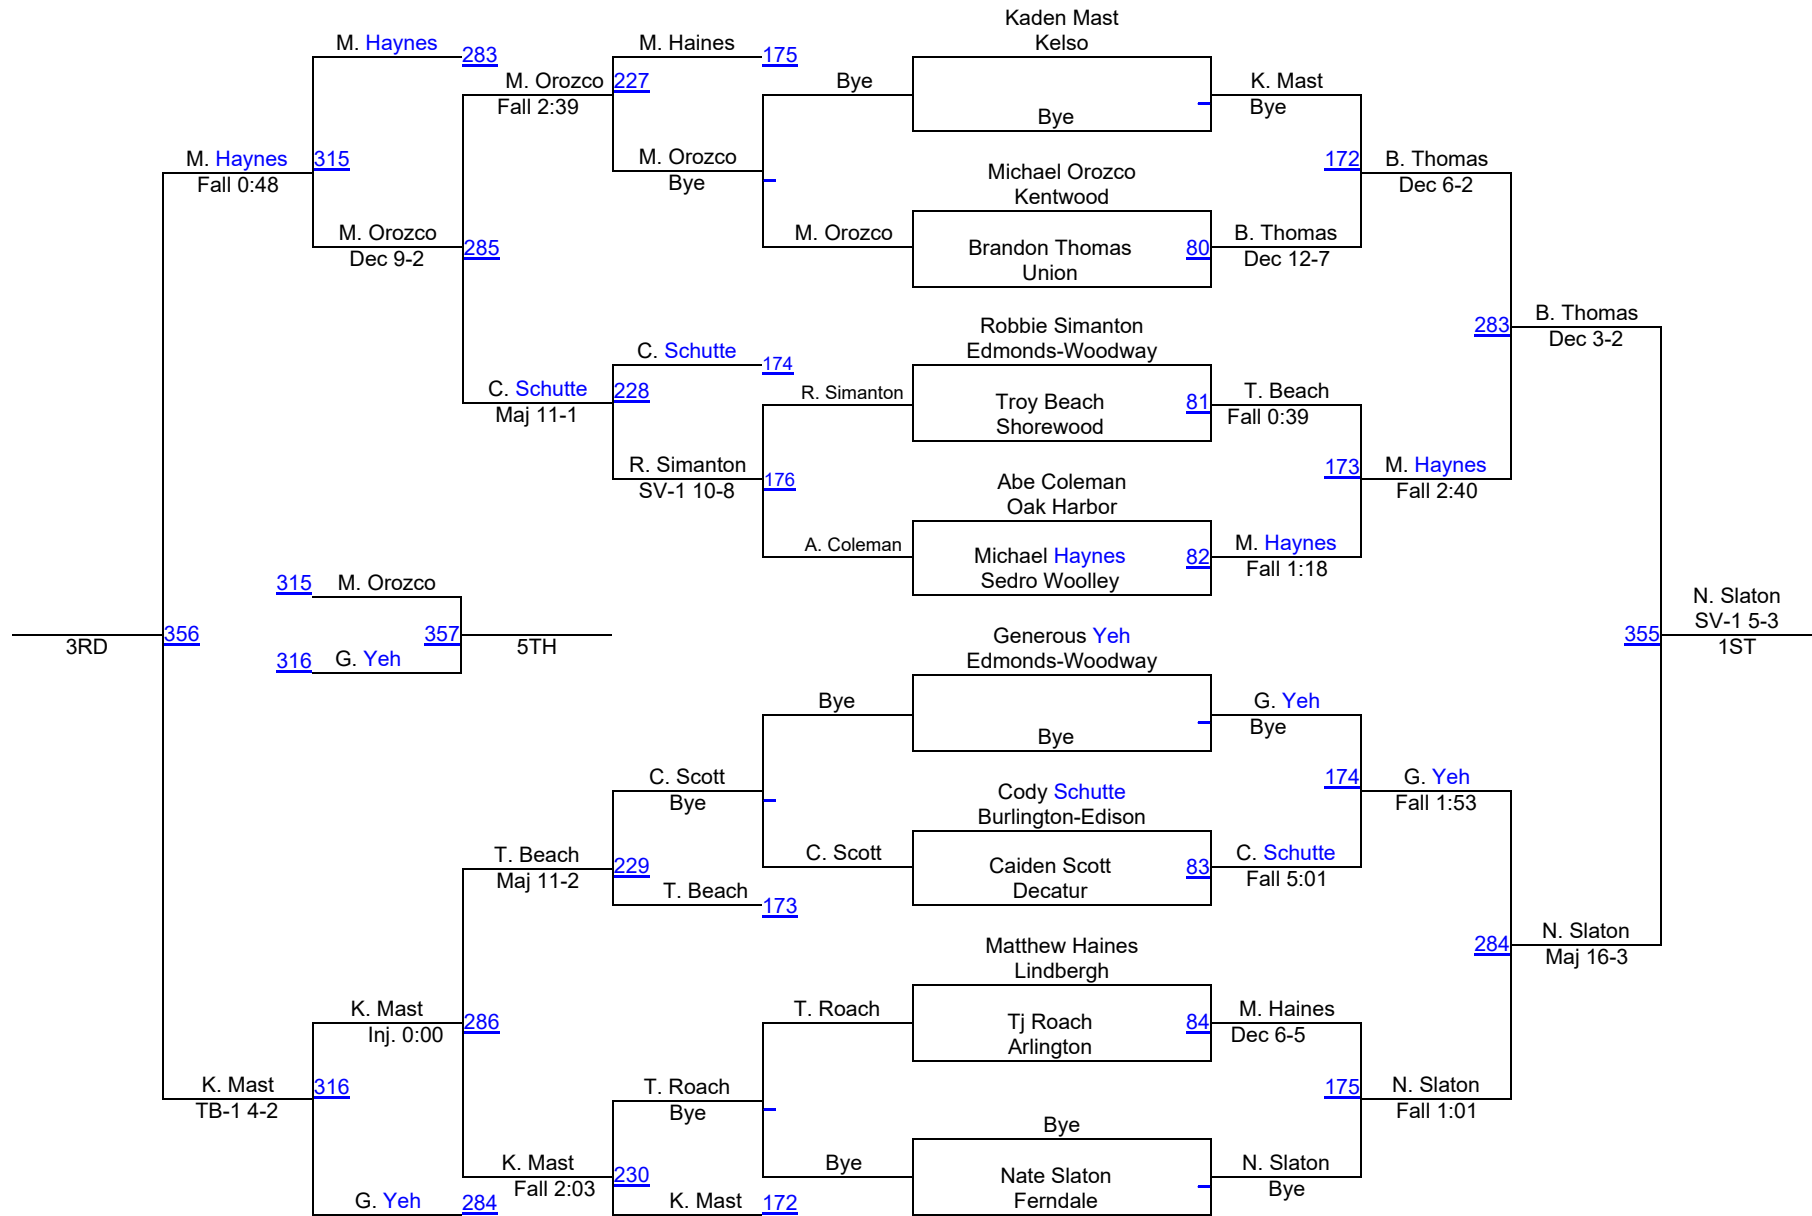 Kaden Mast
Kelso
M. Haynes
283
M. Haines
175
M. Orozco
227
Fall 2:39
Bye
K. Mast
Bye
Bye
M. Haynes
315
Fall 0:48
M. Orozco
Bye
Michael Orozco
Kentwood
172
B. Thomas
Dec 6-2
M. Orozco
Dec 9-2
285
M. Orozco
Brandon Thomas
Union
80
B. Thomas
Dec 12-7
Robbie Simanton
Edmonds-Woodway
283
B. Thomas
Dec 3-2
C. Schutte
174
C. Schutte
228
Maj 11-1
R. Simanton
Troy Beach
Shorewood
81
T. Beach
Fall 0:39
R. Simanton
SV-1 10-8
176
Abe Coleman
Oak Harbor
173
M. Haynes
Fall 2:40
A. Coleman
Michael Haynes
Sedro Woolley
82
M. Haynes
Fall 1:18
315
M. Orozco
N. Slaton
SV-1 5-3
3RD
356
357
5TH
355
1ST
316
G. Yeh
Generous Yeh
Edmonds-Woodway
Bye
G. Yeh
Bye
Bye
C. Scott
Bye
Cody Schutte
Burlington-Edison
174
G. Yeh
Fall 1:53
T. Beach
Maj 11-2
229
C. Scott
Caiden Scott
Decatur
83
C. Schutte
Fall 5:01
T. Beach
173
Matthew Haines
Lindbergh
284
N. Slaton
Maj 16-3
K. Mast
Inj. 0:00
286
T. Roach
Tj Roach
Arlington
84
M. Haines
Dec 6-5
K. Mast
TB-1 4-2
316
T. Roach
Bye
175
N. Slaton
Fall 1:01
Bye
K. Mast
Fall 2:03
230
Bye
Nate Slaton
Ferndale
N. Slaton
Bye
G. Yeh
284
K. Mast
172